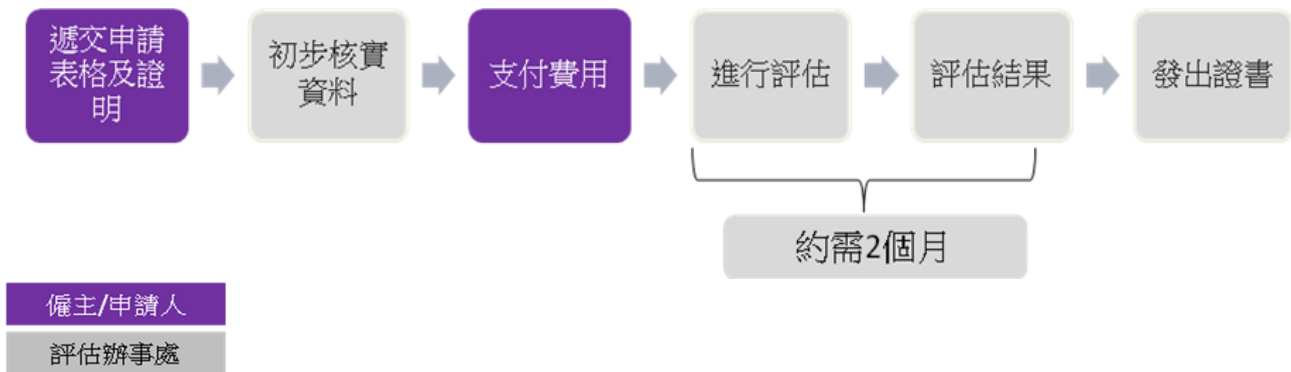 遞交申請
表格及證
明
初步核實
資料
支付費用
進行評估
評估結果
發出證書
約需2個月
僱主/申請人
評估辦事處